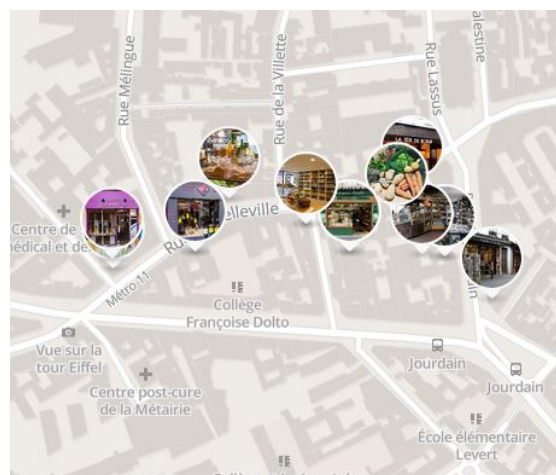 Rue Mélingue
Rue de la Villette
Rue Lassus
alestine
Centre de
médical et de
Rue
elleville
Métro 11
Collège
Françoise Dolto
Vue sur la
tour Eiffel
Centre post-cure
de la Métairie
Jourdain
Jourdain
École élémentaire
Levert